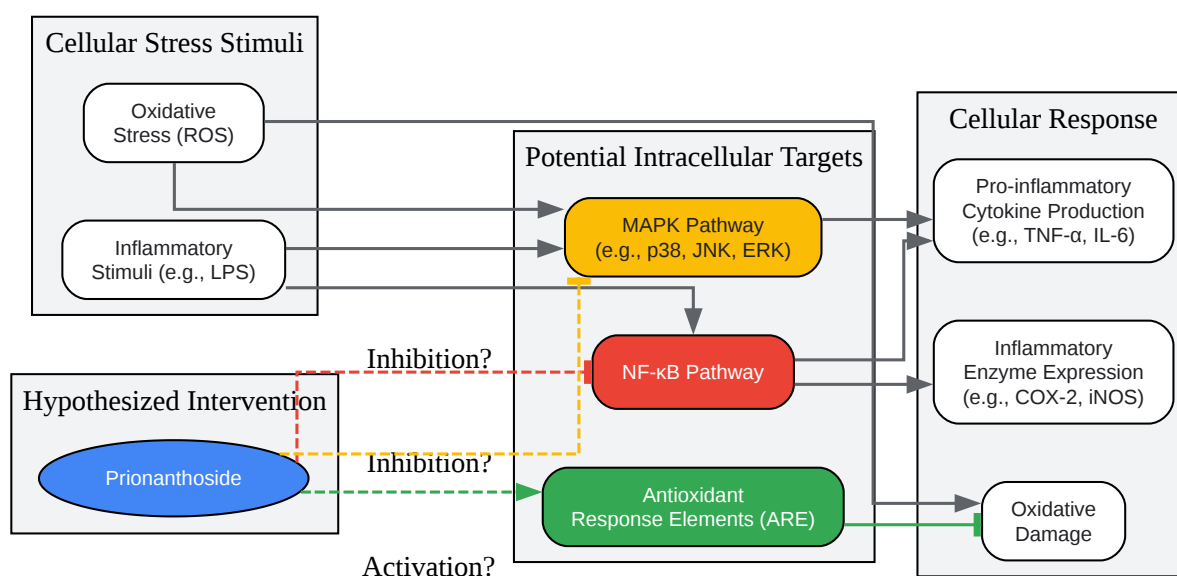 Cellular Stress Stimuli
Oxidative
Stress (ROS)
Inflammatory
Stimuli (e.g., LPS)
Hypothesized Intervention
Prionanthoside
Inhibition?
Inhibition?
Activation?
Potential Intracellular Targets
MAPK Pathway
(e.g., p38, JNK, ERK)
NF-κB Pathway
Antioxidant
Response Elements (ARE)
Cellular Response
Pro-inflammatory
Cytokine Production
(e.g., TNF-α, IL-6)
Inflammatory
Enzyme Expression
(e.g., COX-2, iNOS)
Oxidative
Damage